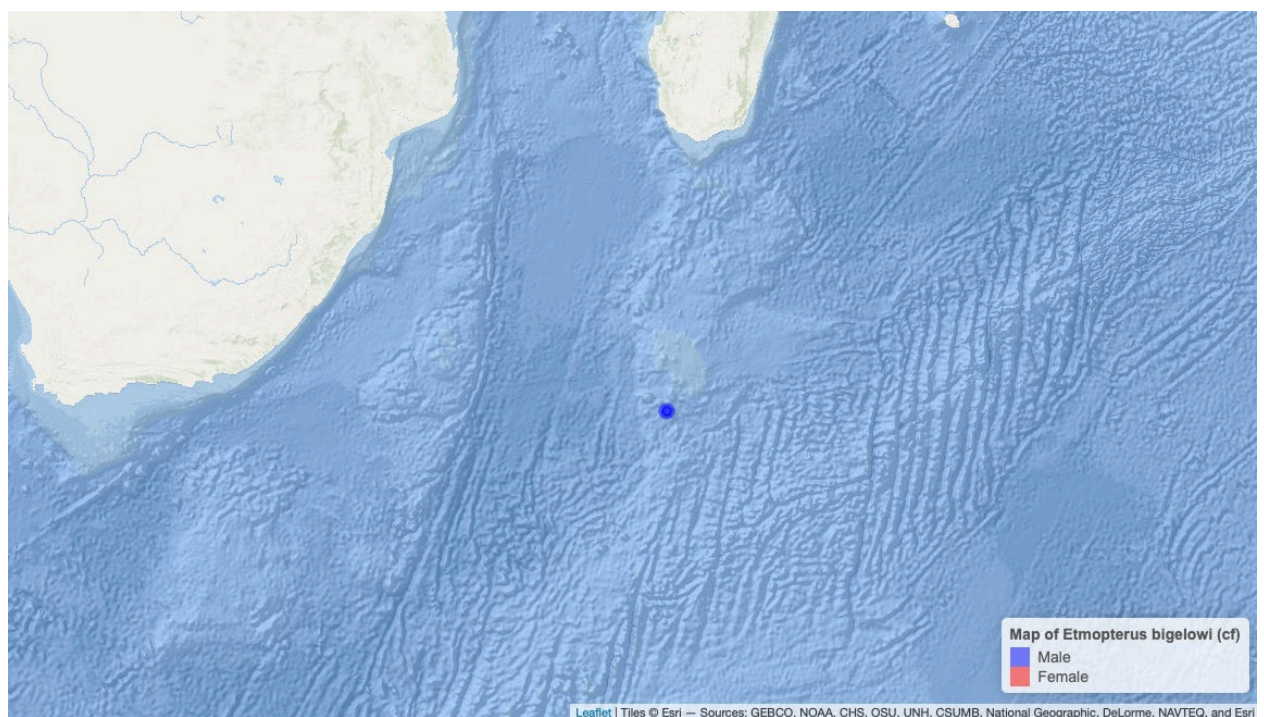 Map of Etmopterus bigelowi (cf)
Male
Female
Leaflet | Tiles © Esri — Sources: GEBCO, NOAA, CHS, OSU, UNH, CSUMB, National Geographic, DeLorme, NAVTEQ, and Esri